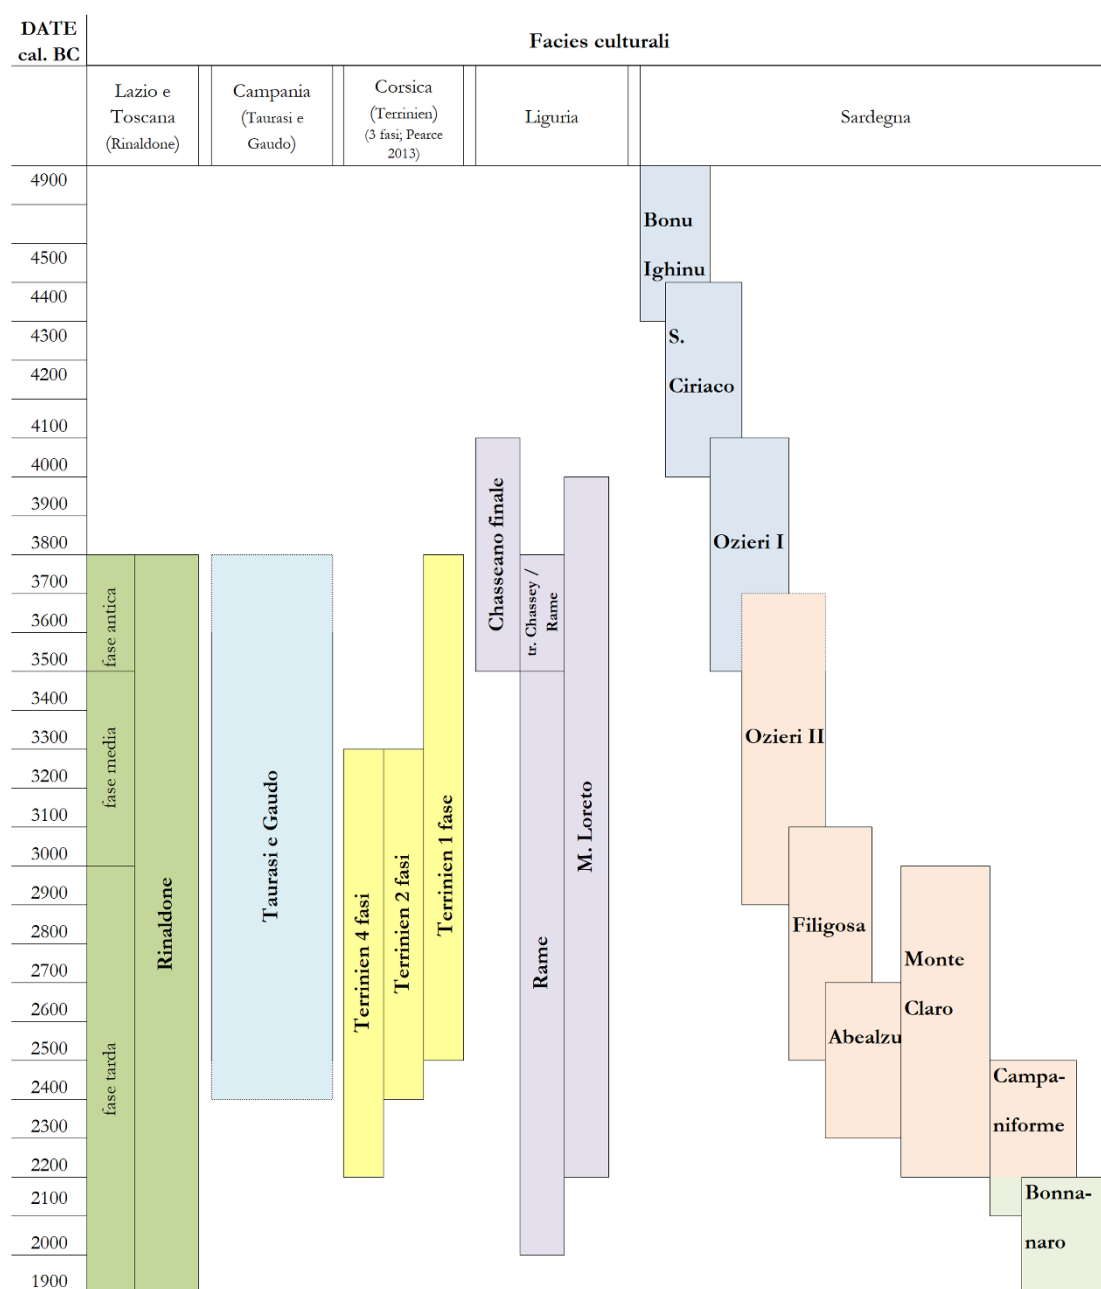 DATE
cal. BC
Facies culturali
Lazio e
Toscana
(Rinaldone)
Campania
(Taurasi e
Gaudo)
Corsica
(Terrinien)
(3 fasi; Pearce
2013)
Liguria
Sardegna
4900
4500
4400
4300
4200
4100
4000
3900
3800
3700
3600
3500
3400
3300
3200
3100
3000
2900
2800
2700
2600
2500
2400
2300
2200
2100
2000
1900
fase antica
fase media
fase tarda
Rinaldone
Taurasi e Gaudo
Terrinien 4 fasi
Terrinien 2 fasi
Terrinien 1 fase
Chasseano finale
tr. Chassey /
Rame
Rame
M. Loreto
Bonu
Ighinu
S.
Ciriaco
Ozieri I
Ozieri II
Filigosa
Abealzu
Monte
Claro
Campa-
niforme
Bonna-
naro